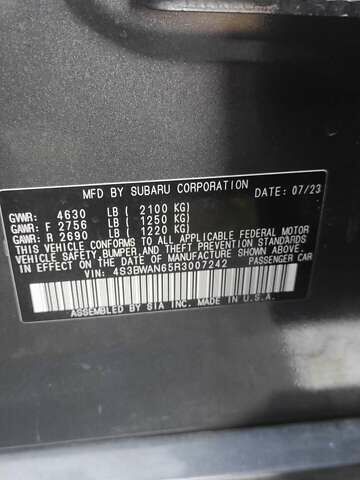 MFD BY SUBARU CORPORATION DATE: 07/23
GVWR: 4630 LB ( 2100 KG)
GAWR: F 2756 LB ( 1250 KG)
GAWR: R 2690 LB ( 1220 KG)
THIS VEHICLE CONFORMS TO ALL APPLICABLE FEDERAL MOTOR
VEHICLE SAFETY, BUMPER, AND THEFT PREVENTION STANDARDS
IN EFFECT ON THE DATE OF MANUFACTURE SHOWN ABOVE.
VIN: 4S3BWAN65R3007242 PASSENGER CAR
ASSEMBLED BY SIA INC. MADE IN U.S.A.